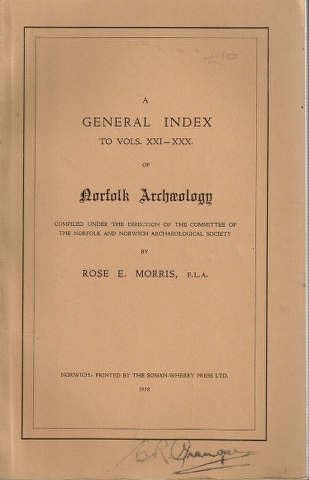 £10
A
GENERAL INDEX
TO VOLS. XXI—XXX.
OF
Norfolk Archæology
COMPILED UNDER THE DIRECTION OF THE COMMITTEE OF
THE NORFOLK AND NORWICH ARCHAEOLOGICAL SOCIETY
BY
ROSE E. MORRIS, F.L.A.
NORWICH: PRINTED BY THE SOMAN-WHERRY PRESS LTD.
1958